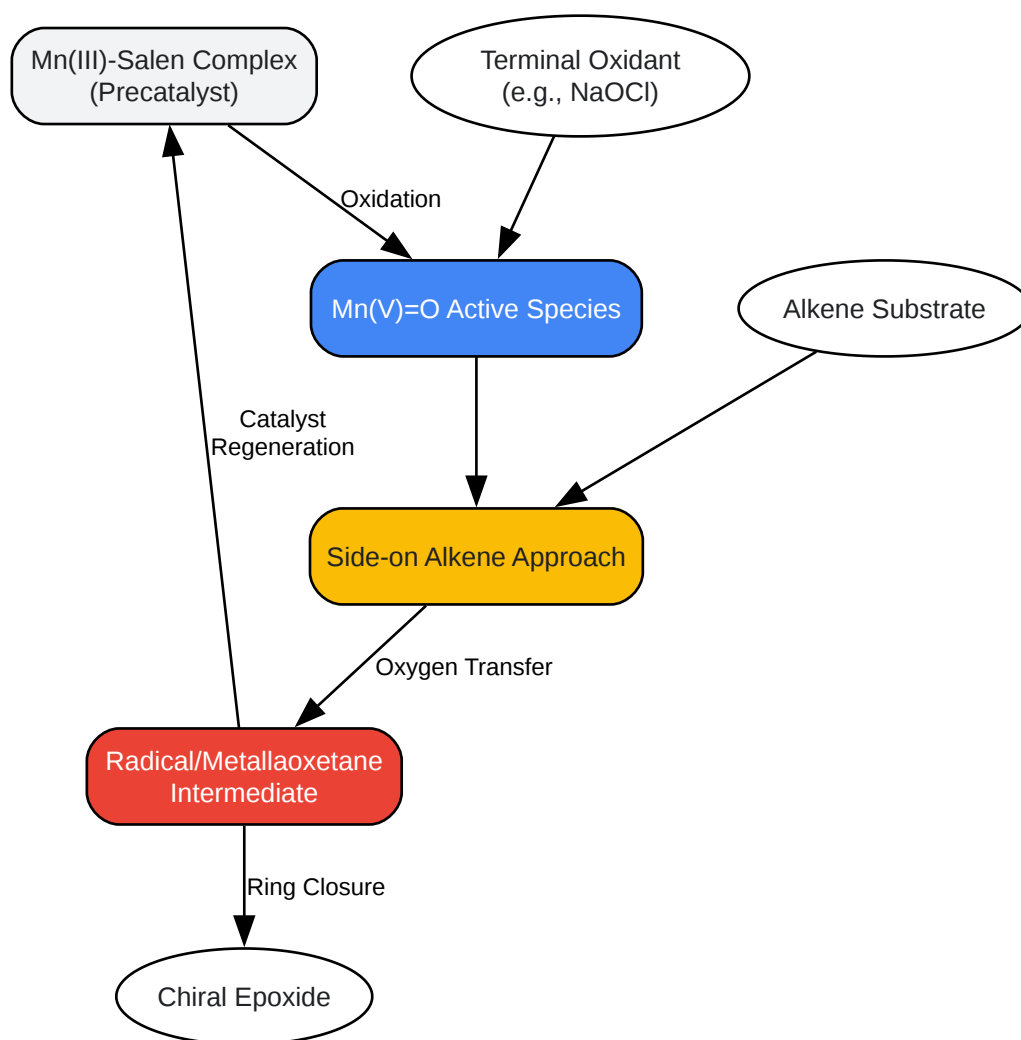 Mn(III)-Salen Complex
(Precatalyst)
Terminal Oxidant
(e.g., NaOCl)
Oxidation
Mn(V)=O Active Species
Alkene Substrate
Catalyst
Regeneration
Side-on Alkene Approach
Oxygen Transfer
Radical/Metallaoxetane
Intermediate
Ring Closure
Chiral Epoxide